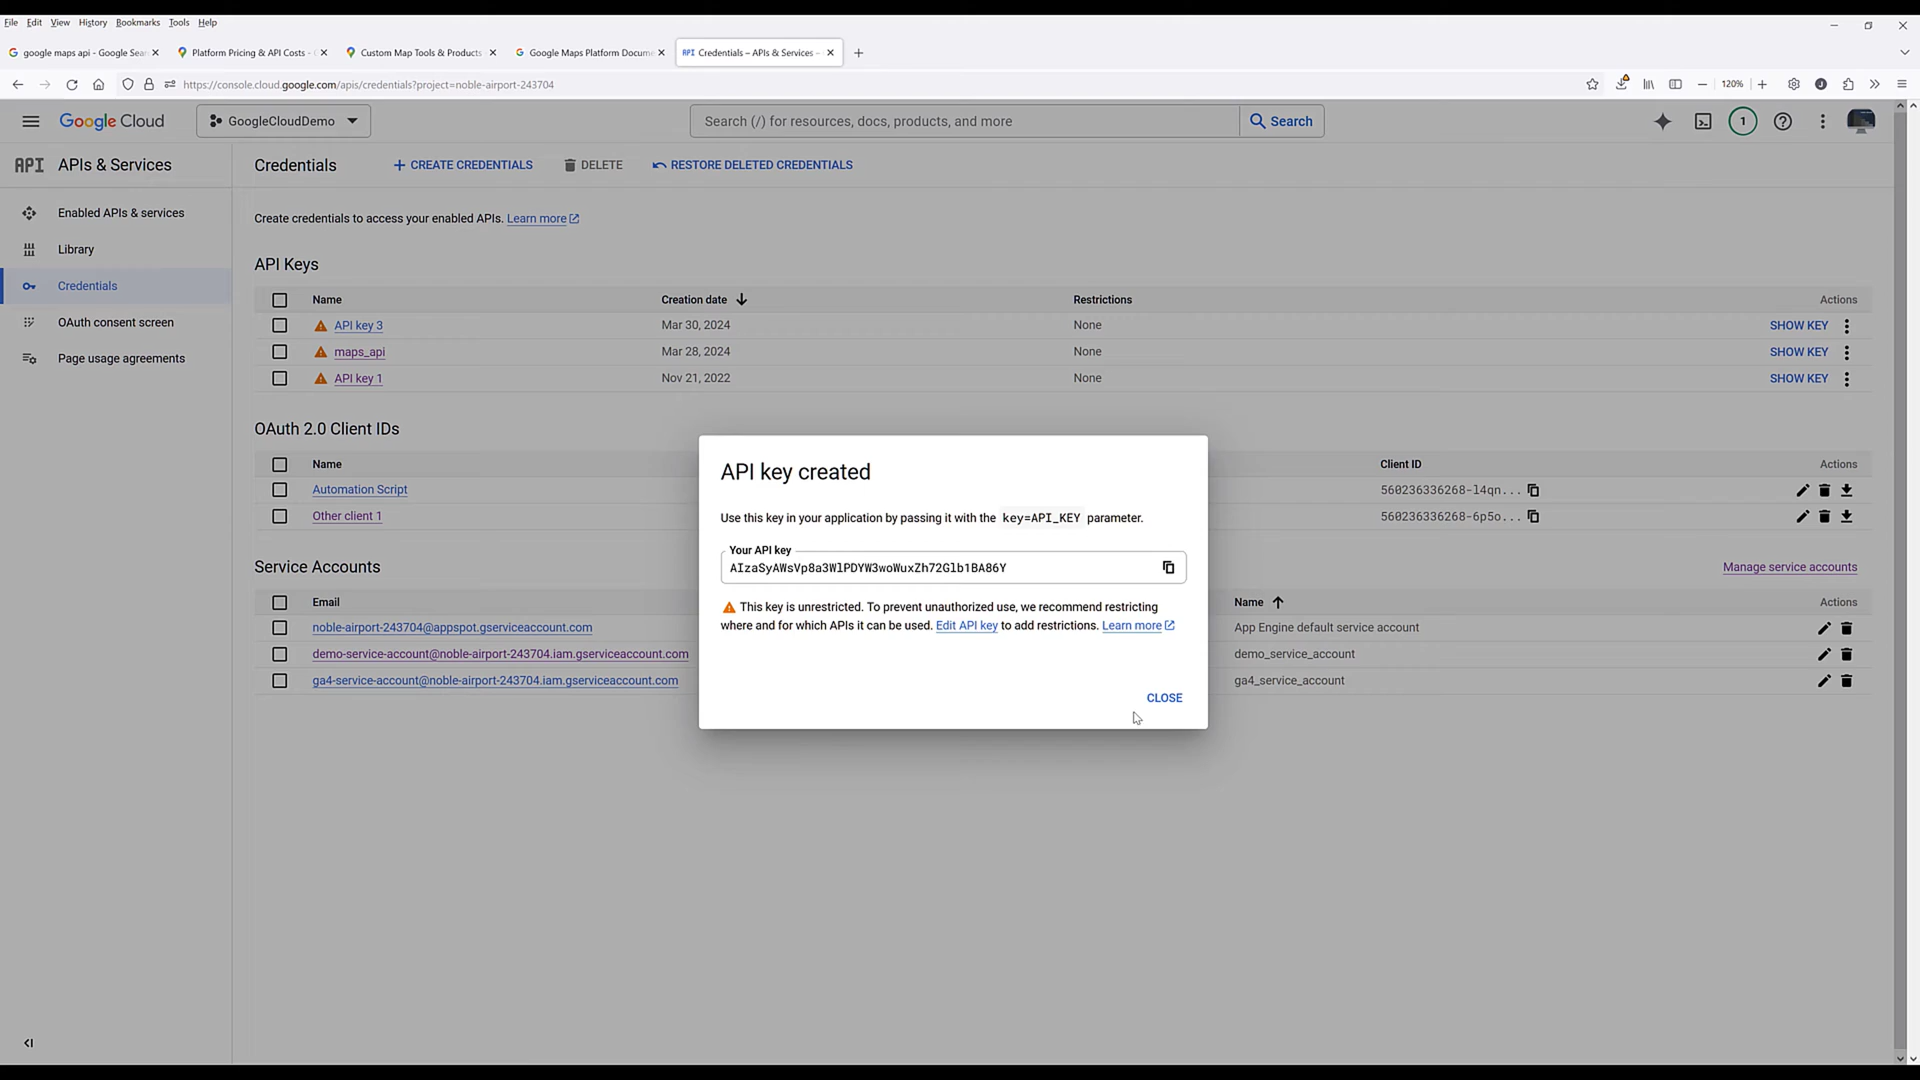 File Edit View History Bookmarks Tools Help
google maps api - Google Sea
Platform Pricing & API Costs -
Custom Map Tools & Products
Google Maps Platform Docume
API Credentials – APIs & Services –
https://console.cloud.google.com/apis/credentials?project=noble-airport-243704
120%
Google Cloud
GoogleCloudDemo
Search (/) for resources, docs, products, and more
Search
1
API APIs & Services
Credentials
CREATE CREDENTIALS
DELETE
RESTORE DELETED CREDENTIALS
Enabled APIs & services
Library
Credentials
OAuth consent screen
Page usage agreements
Create credentials to access your enabled APIs. Learn more
API Keys
Name Creation date Restrictions Actions
API key 3 Mar 30, 2024 None SHOW KEY
maps_api Mar 28, 2024 None SHOW KEY
API key 1 Nov 21, 2022 None SHOW KEY
OAuth 2.0 Client IDs
Name Client ID Actions
Automation Script 560236336268-l4qn...
Other client 1 560236336268-6p5o...
Service Accounts
Manage service accounts
Email Name Actions
noble-airport-243704@appspot.gserviceaccount.com App Engine default service account
demo-service-account@noble-airport-243704.iam.gserviceaccount.com demo_service_account
ga4-service-account@noble-airport-243704.iam.gserviceaccount.com ga4_service_account
API key created
Use this key in your application by passing it with the key=API_KEY parameter.
Your API key
AIzaSyAWsVp8a3WlPDYW3woWuxZh72Glb1BA86Y
This key is unrestricted. To prevent unauthorized use, we recommend restricting
where and for which APIs it can be used. Edit API key to add restrictions. Learn more
CLOSE